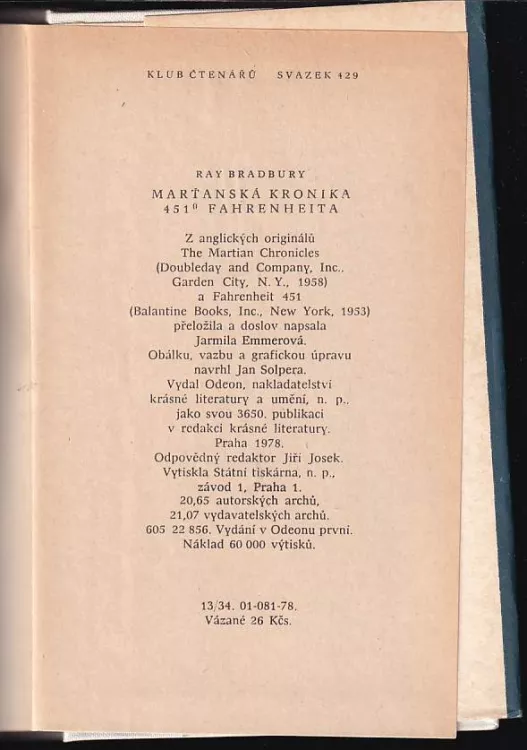 KLUB ČTENÁŘŮ SVAZEK 429
RAY BRADBURY
MARŤANSKÁ KRONIKA
451⁰ FAHRENHEITA
Z anglických originálů
The Martian Chronicles
(Doubleday and Company, Inc..
Garden City, N. Y., 1958)
a Fahrenheit 451
(Balantine Books, Inc., New York, 1953)
přeložila a doslov napsala
Jarmila Emmerová.
Obálku, vazbu a grafickou úpravu
navrhl Jan Solpera.
Vydal Odeon, nakladatelství
krásné literatury a umění, n. p.,
jako svou 3650. publikaci
v redakci krásné literatury.
Praha 1978.
Odpovědný redaktor Jiří Josek.
Vytiskla Státní tiskárna, n. p.,
závod 1, Praha 1.
20,65 autorských archů,
21,07 vydavatelských archů.
605 22 856. Vydání v Odeonu první.
Náklad 60 000 výtisků.
13/34. 01-081-78.
Vázané 26 Kčs.